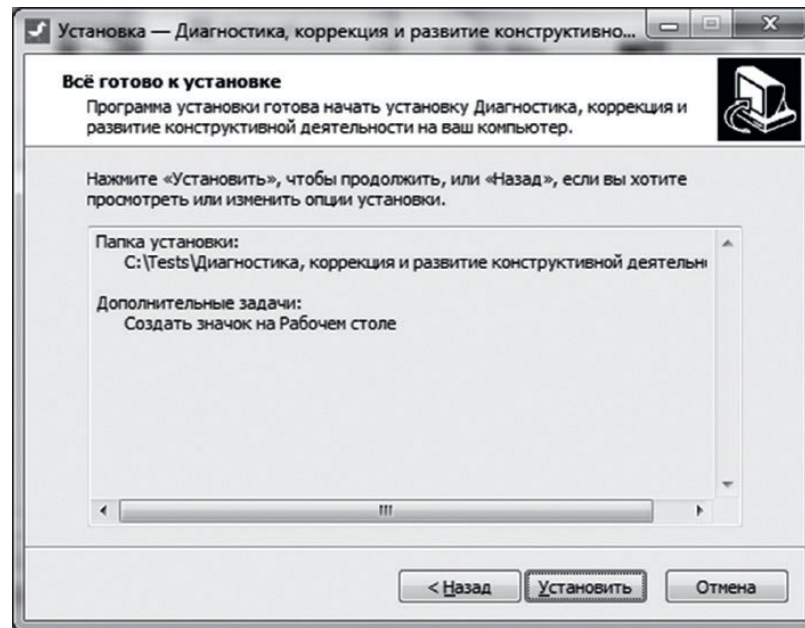 Установка — Диагностика, коррекция и развитие конструктивно...
Всё готово к установке
Программа установки готова начать установку Диагностика, коррекция и
развитие конструктивной деятельности на ваш компьютер.
Нажмите «Установить», чтобы продолжить, или «Назад», если вы хотите
просмотреть или изменить опции установки.
Папка установки:
C:\Tests\Диагностика, коррекция и развитие конструктивной деятельн
Дополнительные задачи:
Создать значок на Рабочем столе
< Назад
Установить
Отмена